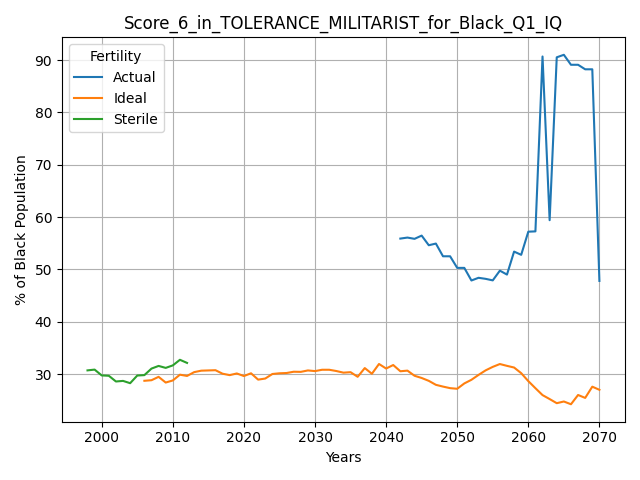 Score_6_in_TOLERANCE_MILITARIST_for_Black_Q1_IQ
Fertility
Actual
Ideal
Sterile
% of Black Population
90
80
70
60
50
40
30
2000 2010 2020 2030 2040 2050 2060 2070
Years